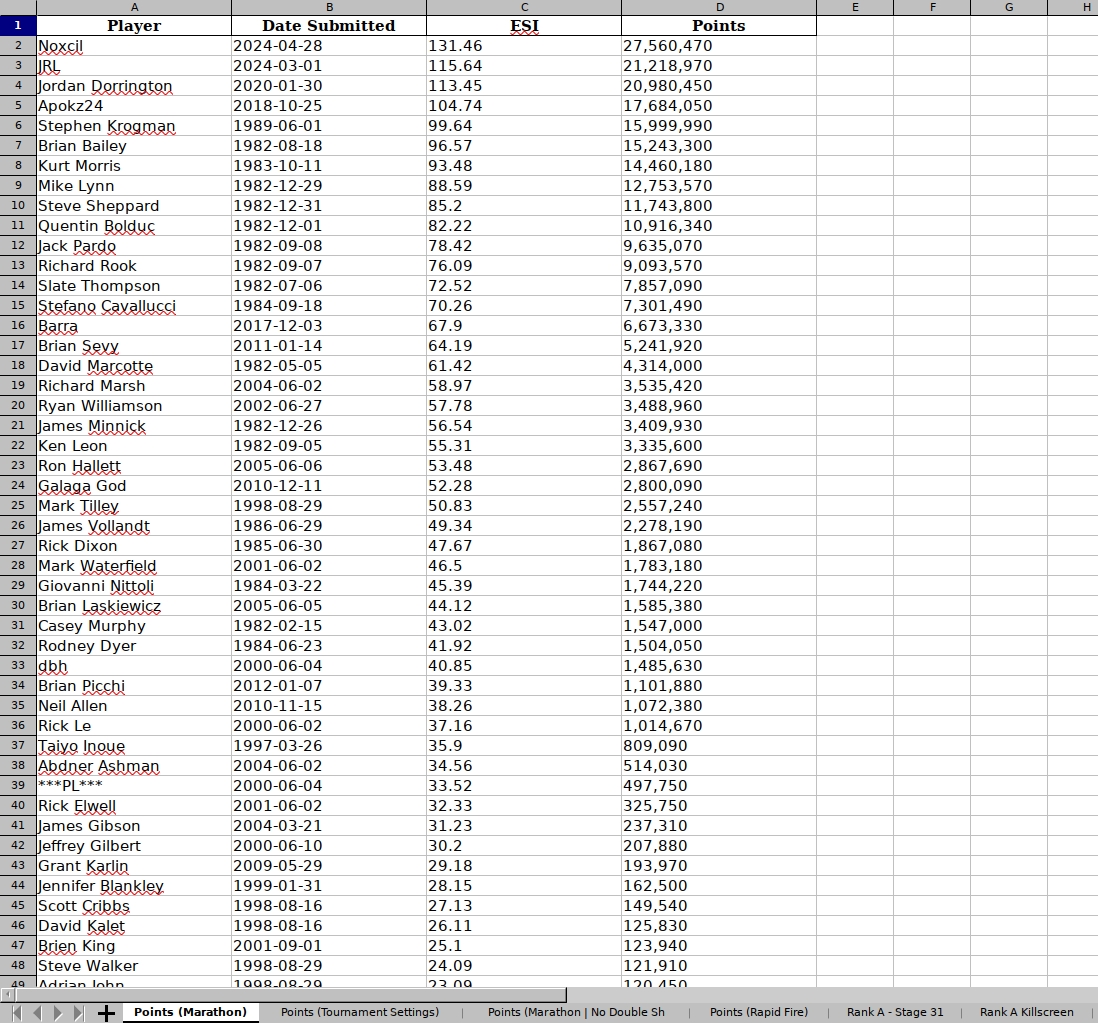 A B C D E F G H
1 Player Date Submitted ESI Points
2 Noxcil 2024-04-28 131.46 27,560,470
3 JRL 2024-03-01 115.64 21,218,970
4 Jordan Dorrington 2020-01-30 113.45 20,980,450
5 Apokz24 2018-10-25 104.74 17,684,050
6 Stephen Krogman 1989-06-01 99.64 15,999,990
7 Brian Bailey 1982-08-18 96.57 15,243,300
8 Kurt Morris 1983-10-11 93.48 14,460,180
9 Mike Lynn 1982-12-29 88.59 12,753,570
10 Steve Sheppard 1982-12-31 85.2 11,743,800
11 Quentin Bolduc 1982-12-01 82.22 10,916,340
12 Jack Pardo 1982-09-08 78.42 9,635,070
13 Richard Rook 1982-09-07 76.09 9,093,570
14 Slate Thompson 1982-07-06 72.52 7,857,090
15 Stefano Cavallucci 1984-09-18 70.26 7,301,490
16 Barra 2017-12-03 67.9 6,673,330
17 Brian Sevy 2011-01-14 64.19 5,241,920
18 David Marcotte 1982-05-05 61.42 4,314,000
19 Richard Marsh 2004-06-02 58.97 3,535,420
20 Ryan Williamson 2002-06-27 57.78 3,488,960
21 James Minnick 1982-12-26 56.54 3,409,930
22 Ken Leon 1982-09-05 55.31 3,335,600
23 Ron Hallett 2005-06-06 53.48 2,867,690
24 Galaga God 2010-12-11 52.28 2,800,090
25 Mark Tilley 1998-08-29 50.83 2,557,240
26 James Vollandt 1986-06-29 49.34 2,278,190
27 Rick Dixon 1985-06-30 47.67 1,867,080
28 Mark Waterfield 2001-06-02 46.5 1,783,180
29 Giovanni Nittoli 1984-03-22 45.39 1,744,220
30 Brian Laskiewicz 2005-06-05 44.12 1,585,380
31 Casey Murphy 1982-02-15 43.02 1,547,000
32 Rodney Dyer 1984-06-23 41.92 1,504,050
33 dbh 2000-06-04 40.85 1,485,630
34 Brian Picchi 2012-01-07 39.33 1,101,880
35 Neil Allen 2010-11-15 38.26 1,072,380
36 Rick Le 2000-06-02 37.16 1,014,670
37 Taiyo Inoue 1997-03-26 35.9 809,090
38 Abdner Ashman 2004-06-02 34.56 514,030
39 ***PL*** 2000-06-04 33.52 497,750
40 Rick Elwell 2001-06-02 32.33 325,750
41 James Gibson 2004-03-21 31.23 237,310
42 Jeffrey Gilbert 2000-06-10 30.2 207,880
43 Grant Karlin 2009-05-29 29.18 193,970
44 Jennifer Blankley 1999-01-31 28.15 162,500
45 Scott Cribbs 1998-08-16 27.13 149,540
46 David Kalet 1998-08-16 26.11 125,830
47 Brien King 2001-09-01 25.1 123,940
48 Steve Walker 1998-08-29 24.09 121,910
49 Adrian John 1998-08-29 23.09 120,450
Points (Marathon) Points (Tournament Settings) Points (Marathon | No Double Sh Points (Rapid Fire) Rank A - Stage 31 Rank A Killscreen